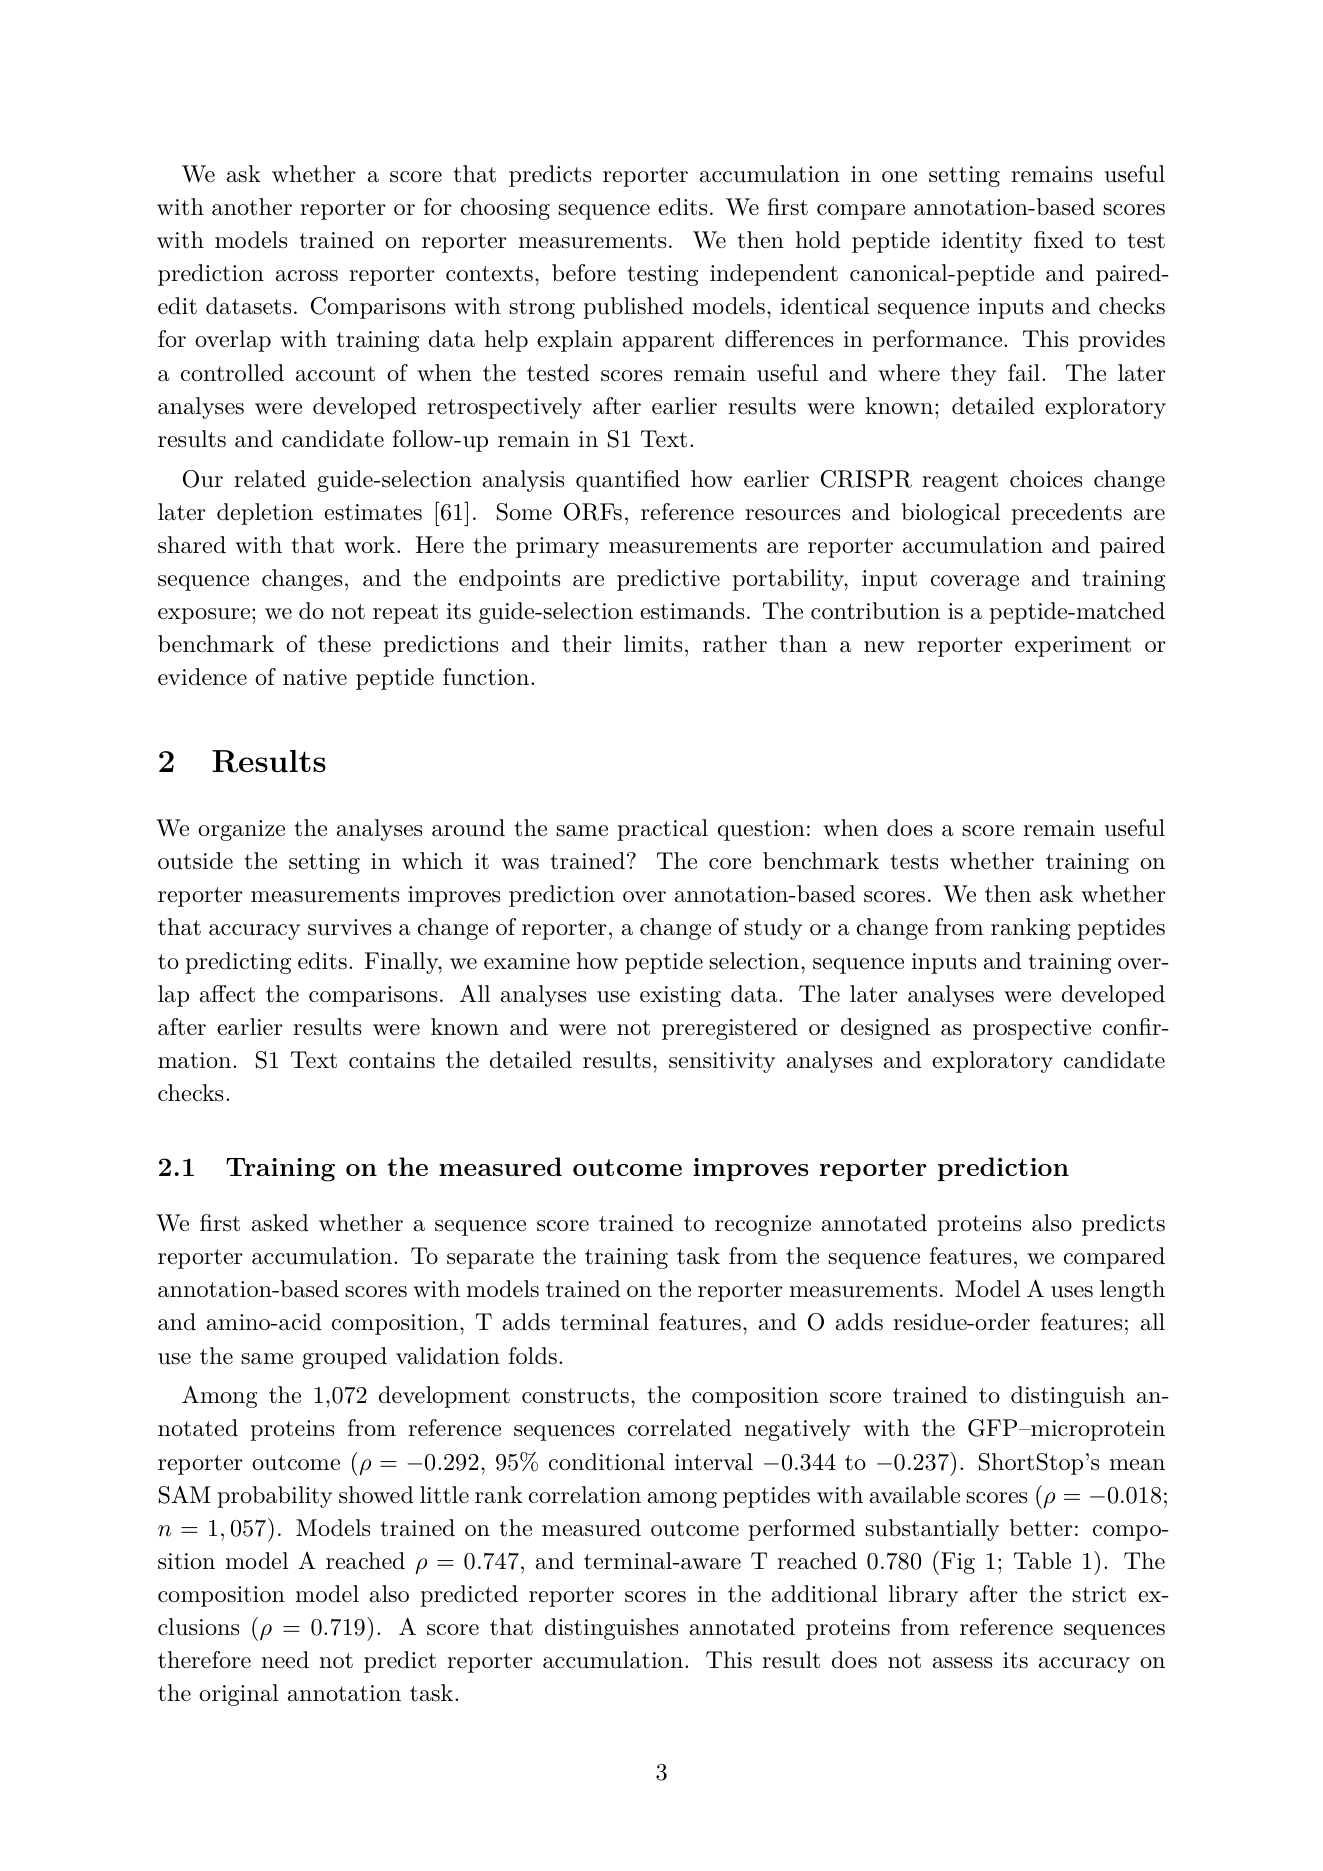 We ask whether a score that predicts reporter accumulation in one setting remains useful
with another reporter or for choosing sequence edits. We first compare annotation-based scores
with models trained on reporter measurements. We then hold peptide identity fixed to test
prediction across reporter contexts, before testing independent canonical-peptide and paired-
edit datasets. Comparisons with strong published models, identical sequence inputs and checks
for overlap with training data help explain apparent differences in performance. This provides
a controlled account of when the tested scores remain useful and where they fail. The later
analyses were developed retrospectively after earlier results were known; detailed exploratory
results and candidate follow-up remain in S1 Text.
Our related guide-selection analysis quantified how earlier CRISPR reagent choices change
later depletion estimates [61]. Some ORFs, reference resources and biological precedents are
shared with that work. Here the primary measurements are reporter accumulation and paired
sequence changes, and the endpoints are predictive portability, input coverage and training
exposure; we do not repeat its guide-selection estimands. The contribution is a peptide-matched
benchmark of these predictions and their limits, rather than a new reporter experiment or
evidence of native peptide function.
2 Results
We organize the analyses around the same practical question: when does a score remain useful
outside the setting in which it was trained? The core benchmark tests whether training on
reporter measurements improves prediction over annotation-based scores. We then ask whether
that accuracy survives a change of reporter, a change of study or a change from ranking peptides
to predicting edits. Finally, we examine how peptide selection, sequence inputs and training over-
lap affect the comparisons. All analyses use existing data. The later analyses were developed
after earlier results were known and were not preregistered or designed as prospective confir-
mation. S1 Text contains the detailed results, sensitivity analyses and exploratory candidate
checks.
2.1 Training on the measured outcome improves reporter prediction
We first asked whether a sequence score trained to recognize annotated proteins also predicts
reporter accumulation. To separate the training task from the sequence features, we compared
annotation-based scores with models trained on the reporter measurements. Model A uses length
and amino-acid composition, T adds terminal features, and O adds residue-order features; all
use the same grouped validation folds.
Among the 1,072 development constructs, the composition score trained to distinguish an-
notated proteins from reference sequences correlated negatively with the GFP–microprotein
reporter outcome (ρ = −0.292, 95% conditional interval −0.344 to −0.237). ShortStop's mean
SAM probability showed little rank correlation among peptides with available scores (ρ = −0.018;
n = 1, 057). Models trained on the measured outcome performed substantially better: compo-
sition model A reached ρ = 0.747, and terminal-aware T reached 0.780 (Fig 1; Table 1). The
composition model also predicted reporter scores in the additional library after the strict ex-
clusions (ρ = 0.719). A score that distinguishes annotated proteins from reference sequences
therefore need not predict reporter accumulation. This result does not assess its accuracy on
the original annotation task.
3